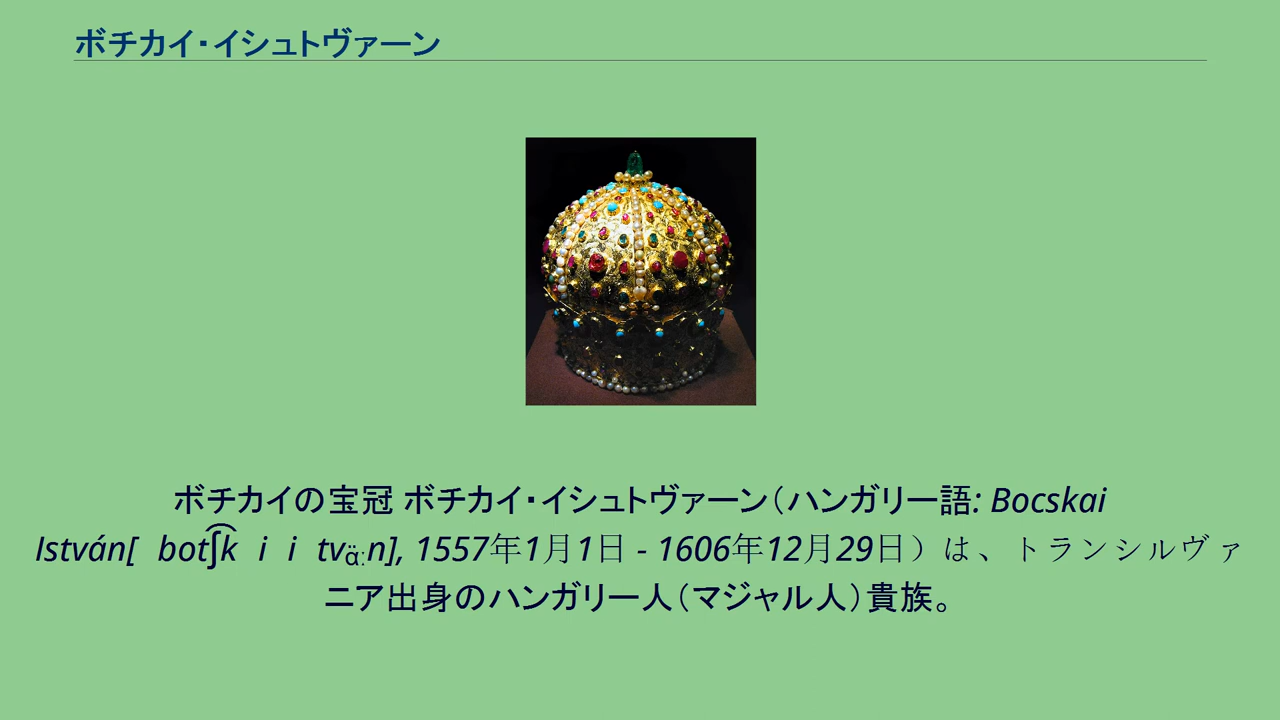 ボチカイ・イシュトヴァーン
ボチカイの宝冠 ボチカイ・イシュトヴァーン（ハンガリー語: Bocskai
István[ bot͡ʃk i i tvɑ̈ːn], 1557年1月1日 - 1606年12月29日）は、トランシルヴァ
ニア出身のハンガリー人（マジャル人）貴族。